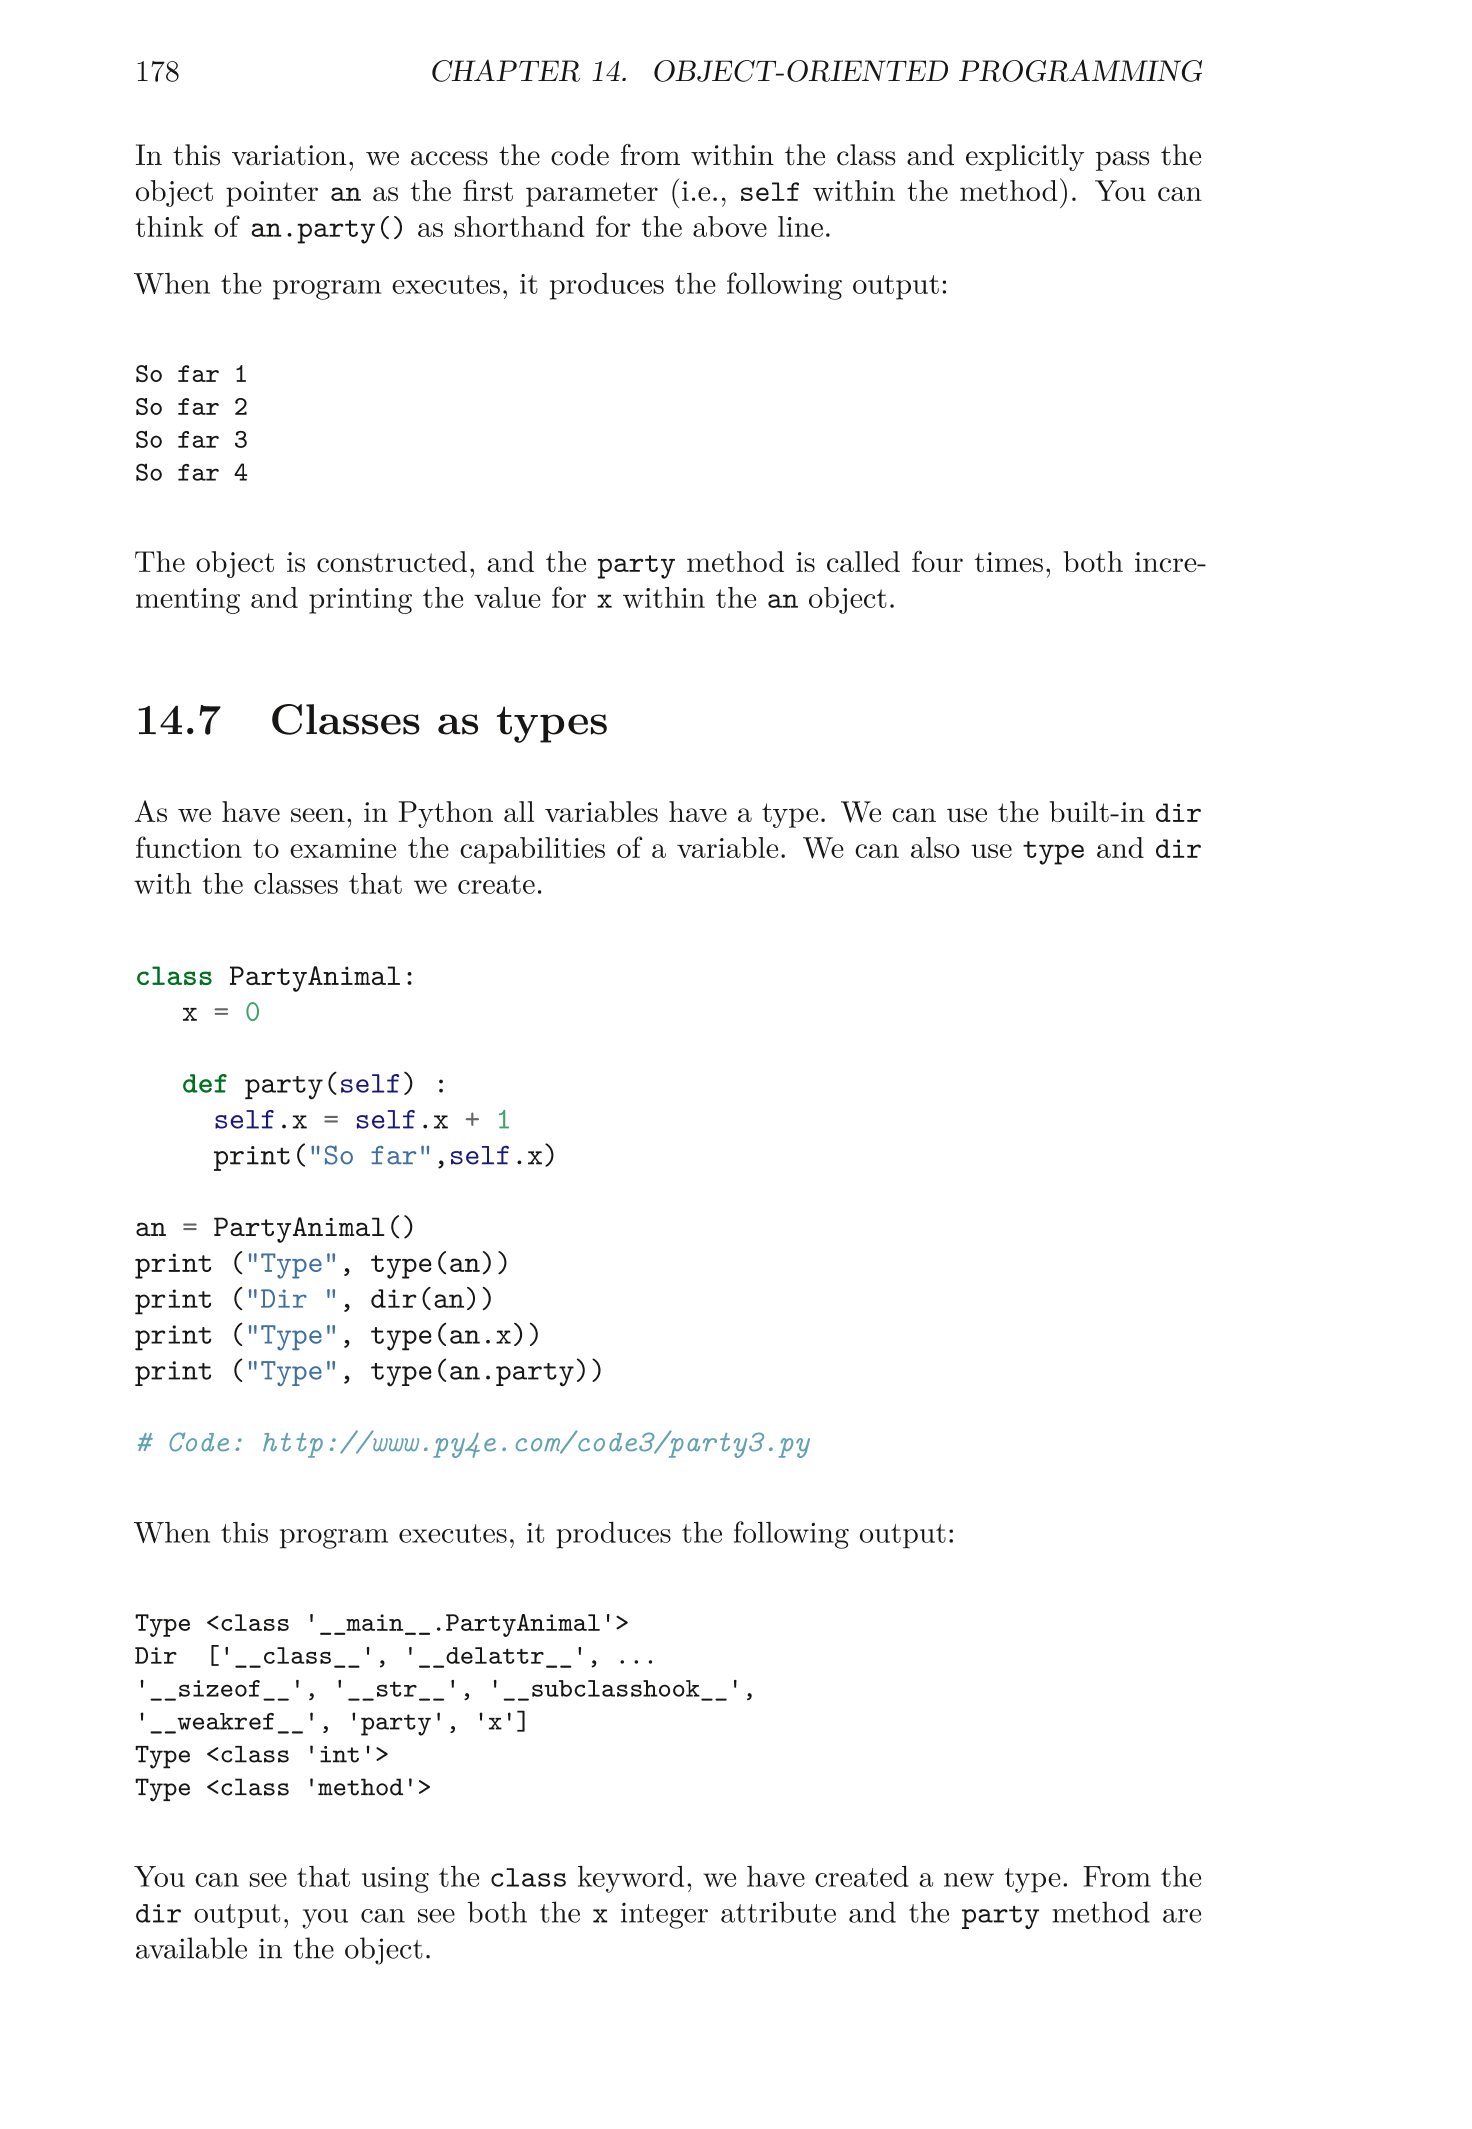 178 CHAPTER 14. OBJECT-ORIENTED PROGRAMMING
In this variation, we access the code from within the class and explicitly pass the
object pointer an as the first parameter (i.e., self within the method). You can
think of an.party() as shorthand for the above line.
When the program executes, it produces the following output:
So far 1
So far 2
So far 3
So far 4
The object is constructed, and the party method is called four times, both incre-
menting and printing the value for x within the an object.
14.7 Classes as types
As we have seen, in Python all variables have a type. We can use the built-in dir
function to examine the capabilities of a variable. We can also use type and dir
with the classes that we create.
class PartyAnimal:
   x = 0
   def party(self) :
     self.x = self.x + 1
     print("So far",self.x)
an = PartyAnimal()
print ("Type", type(an))
print ("Dir ", dir(an))
print ("Type", type(an.x))
print ("Type", type(an.party))
# Code: http://www.py4e.com/code3/party3.py
When this program executes, it produces the following output:
Type <class '__main__.PartyAnimal'>
Dir  ['__class__', '__delattr__', ...
'__sizeof__', '__str__', '__subclasshook__',
'__weakref__', 'party', 'x']
Type <class 'int'>
Type <class 'method'>
You can see that using the class keyword, we have created a new type. From the
dir output, you can see both the x integer attribute and the party method are
available in the object.